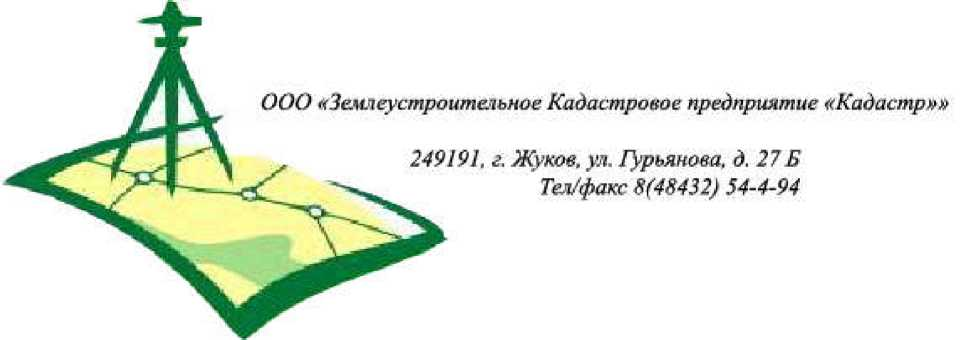 ООО «Землеустроительное Кадастровое предприятие «Кадастр»»
249191, г. Жуков, ул. Гурьянова, д. 27 Б
Тел/факс 8(48432) 54-4-94